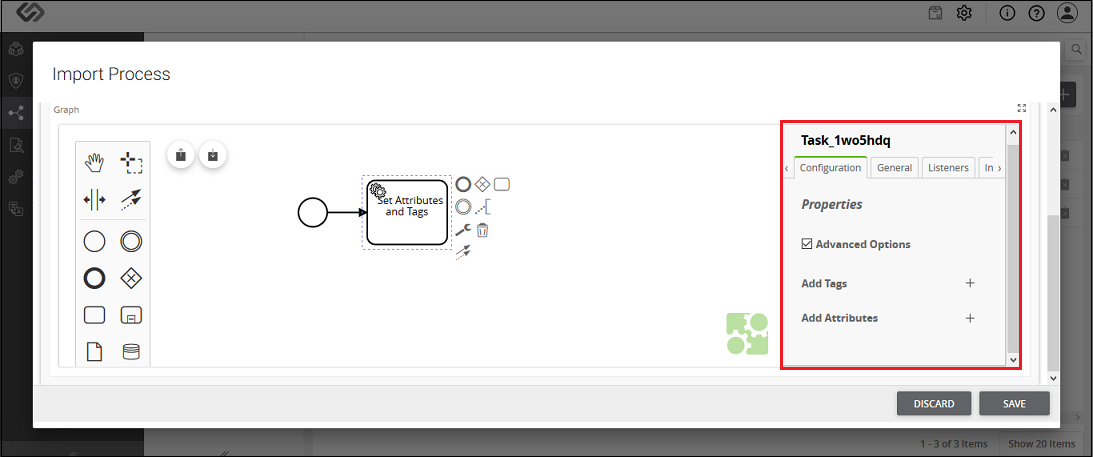 Import Process
Graph
Task_1wo5hdq
Configuration General Listeners In
Set Attributes
and Tags
Properties
Advanced Options
Add Tags
Add Attributes
DISCARD SAVE
1 - 3 of 3 Items Show 20 Items